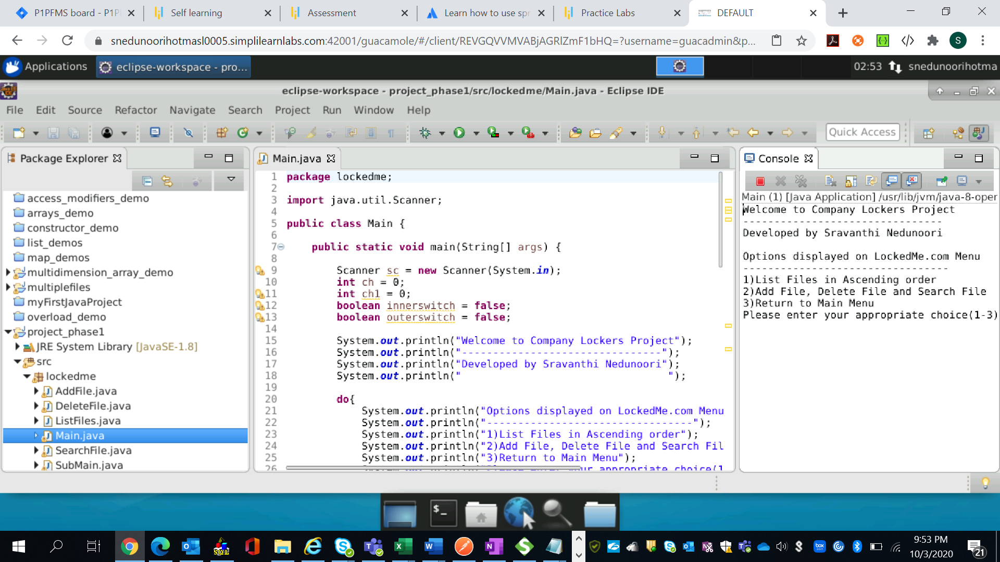 P1PFMS board - P1P
Self learning
Assessment
Learn how to use spr
Practice Labs
DEFAULT
snedunoorihotmasl0005.simplilearnlabs.com:42001/guacamole/#/client/REVGQVVMVABjAGRlZmF1bHQ=?username=guacadmin&p...
S
Applications
eclipse-workspace - pro...
02:53
snedunoorihotma
eclipse-workspace - project_phase1/src/lockedme/Main.java - Eclipse IDE
File Edit Source Refactor Navigate Search Project Run Window Help
Quick Access
Package Explorer
access_modifiers_demo
arrays_demo
constructor_demo
list_demos
map_demos
multidimension_array_demo
multiplefiles
myFirstJavaProject
overload_demo
project_phase1
JRE System Library [JavaSE-1.8]
src
lockedme
AddFile.java
DeleteFile.java
ListFiles.java
Main.java
SearchFile.java
SubMain.java
Main.java
1 package lockedme;
2
3 import java.util.Scanner;
4
5 public class Main {
6
7 public static void main(String[] args) {
8
9 Scanner sc = new Scanner(System.in);
10 int ch = 0;
11 int ch1 = 0;
12 boolean innerswitch = false;
13 boolean outerswitch = false;
14
15 System.out.println("Welcome to Company Lockers Project");
16 System.out.println("--------------------------------");
17 System.out.println("Developed by Sravanthi Nedunoori");
18 System.out.println("                                 ");
19
20 do{
21 System.out.println("Options displayed on LockedMe.com Menu
22 System.out.println("---------------------------------");
23 System.out.println("1)List Files in Ascending order");
24 System.out.println("2)Add File, Delete File and Search Fil
25 System.out.println("3)Return to Main Menu");
26
Console
Main (1) [Java Application] /usr/lib/jvm/java-8-oper
Welcome to Company Lockers Project
--------------------------------
Developed by Sravanthi Nedunoori
Options displayed on LockedMe.com Menu
---------------------------------
1)List Files in Ascending order
2)Add File, Delete File and Search File
3)Return to Main Menu
Please enter your appropriate choice(1-3)
9:53 PM
10/3/2020
21